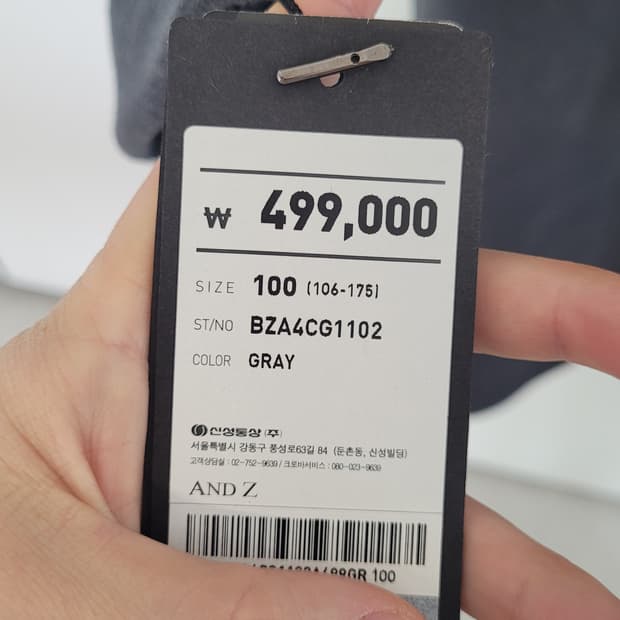 ₩ 499,000
SIZE 100 (106-175)
ST/NO BZA4CG1102
COLOR GRAY
신성통상 (주)
서울특별시 강동구 풍성로63길 84 (둔촌동, 신성빌딩)
고객상담실 : 02-752-9639 / 크로바서비스 : 080-023-9639
AND Z
100